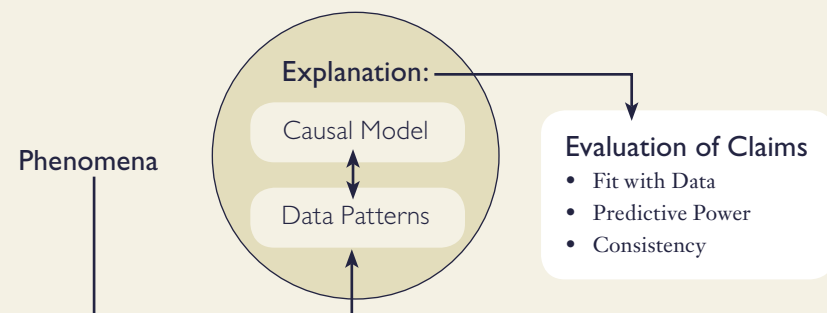 Explanation:
Causal Model
Phenomena
Data Patterns
Evaluation of Claims
• Fit with Data
• Predictive Power
• Consistency